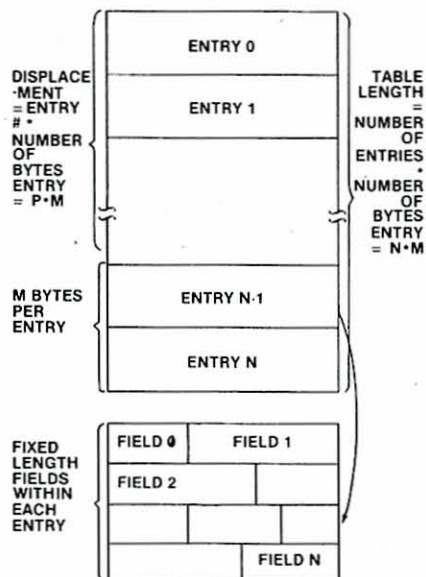 ENTRY 0
ENTRY 1
DISPLACE
-MENT
= ENTRY
# •
NUMBER
OF
BYTES
ENTRY
= P•M
TABLE
LENGTH
=
NUMBER
OF
ENTRIES
•
NUMBER
OF
BYTES
ENTRY
= N•M
M BYTES
PER
ENTRY
ENTRY N-1
ENTRY N
FIXED
LENGTH
FIELDS
WITHIN
EACH
ENTRY
FIELD 0 FIELD 1
FIELD 2
FIELD N